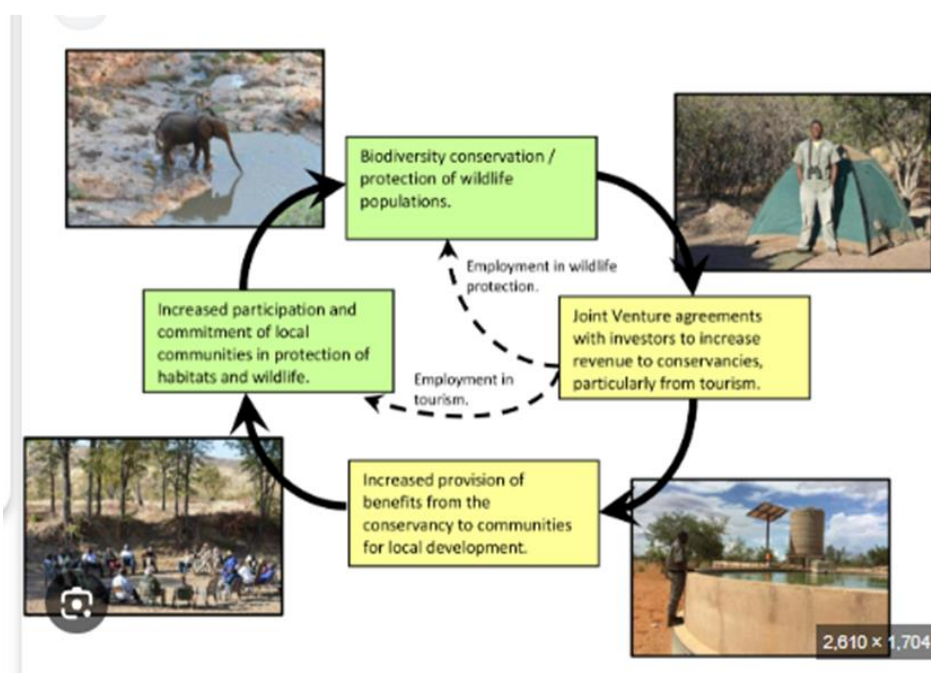 Biodiversity conservation /
protection of wildlife
populations.
Employment in wildlife
protection.
Increased participation and
commitment of local
communities in protection of
habitats and wildlife.
Joint Venture agreements
with investors to increase
revenue to conservancies,
particularly from tourism.
Employment in
tourism.
Increased provision of
benefits from the
conservancy to communities
for local development.
2,610 × 1,704